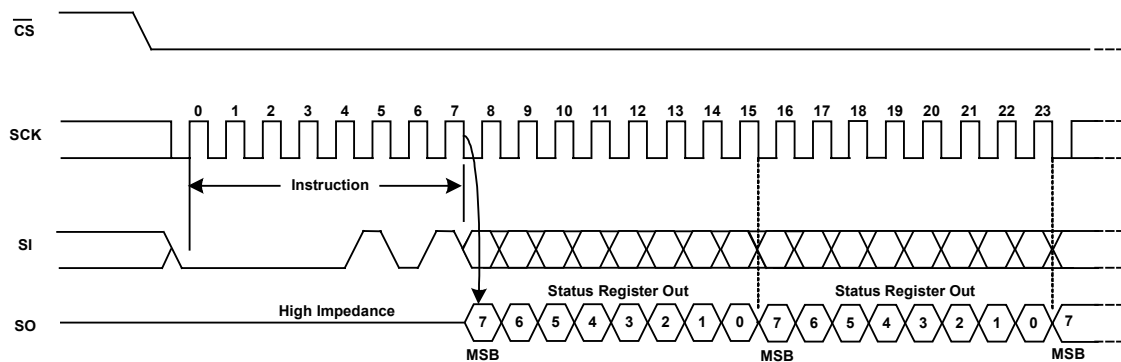 CS
0 1 2 3 4 5 6 7 8 9 10 11 12 13 14 15 16 17 18 19 20 21 22 23
SCK
Instruction
SI
Status Register Out Status Register Out
High Impedance
SO 7 6 5 4 3 2 1 0 7 6 5 4 3 2 1 0 7
MSB MSB MSB